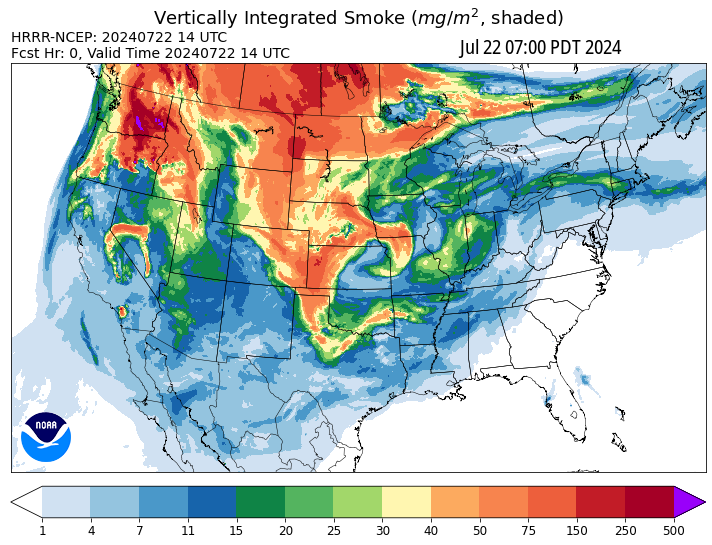 Vertically Integrated Smoke (mg/m², shaded)
HRRR-NCEP: 20240722 14 UTC
Fcst Hr: 0, Valid Time 20240722 14 UTC
Jul 22 07:00 PDT 2024
NOAA
1 4 7 11 15 20 25 30 40 50 75 150 250 500